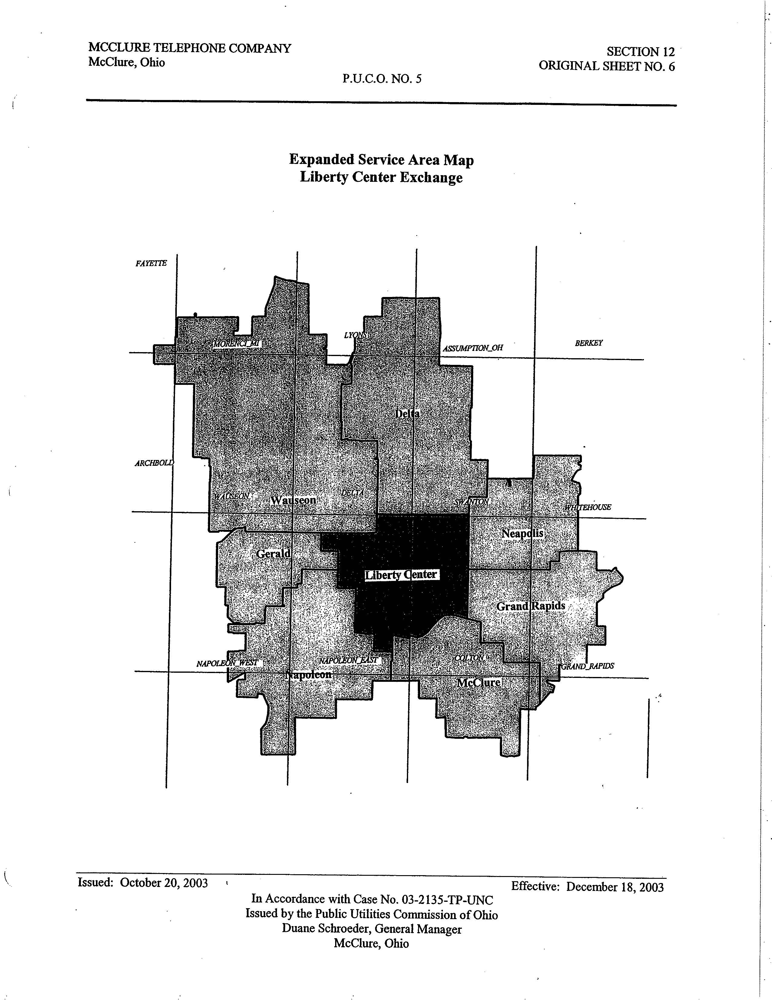 MCCLURE TELEPHONE COMPANY
McClure, Ohio
SECTION 12
ORIGINAL SHEET NO. 6
P.U.C.O. NO. 5
Expanded Service Area Map
Liberty Center Exchange
FAYETTE
LYONS
MORENCI_MI
ASSUMPTION_OH
BERKEY
Delta
ARCHBOLD
WAUSEON
Wauseon
DELTA
SWANTON
WHITEHOUSE
Neapolis
Gerald
Liberty Center
Grand Rapids
NAPOLEON_WEST
NAPOLEON_EAST
COLTON
GRAND_RAPIDS
Napoleon
McClure
Issued: October 20, 2003
Effective: December 18, 2003
In Accordance with Case No. 03-2135-TP-UNC
Issued by the Public Utilities Commission of Ohio
Duane Schroeder, General Manager
McClure, Ohio